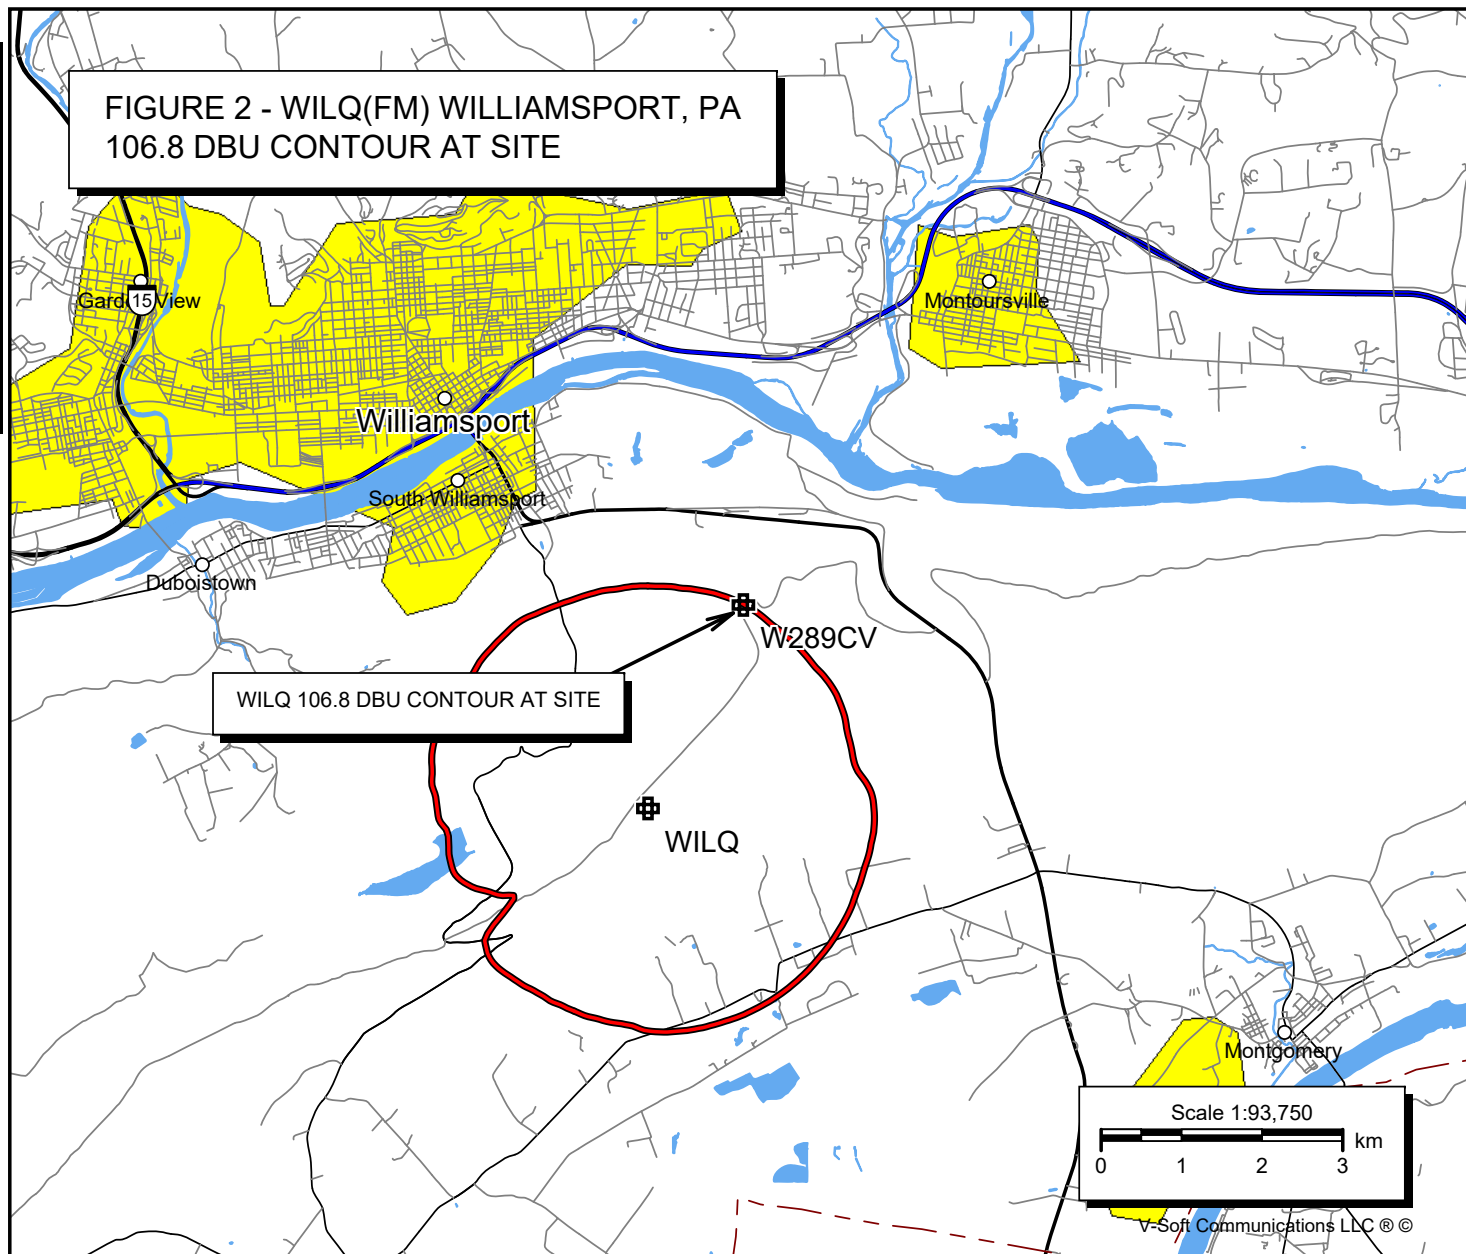 FIGURE 2 - WILQ(FM) WILLIAMSPORT, PA
106.8 DBU CONTOUR AT SITE
Garden View
15
Montoursville
Williamsport
South Williamsport
Duboistown
W289CV
WILQ 106.8 DBU CONTOUR AT SITE
WILQ
Montgomery
Scale 1:93,750
km
0 1 2 3
V-Soft Communications LLC ® ©